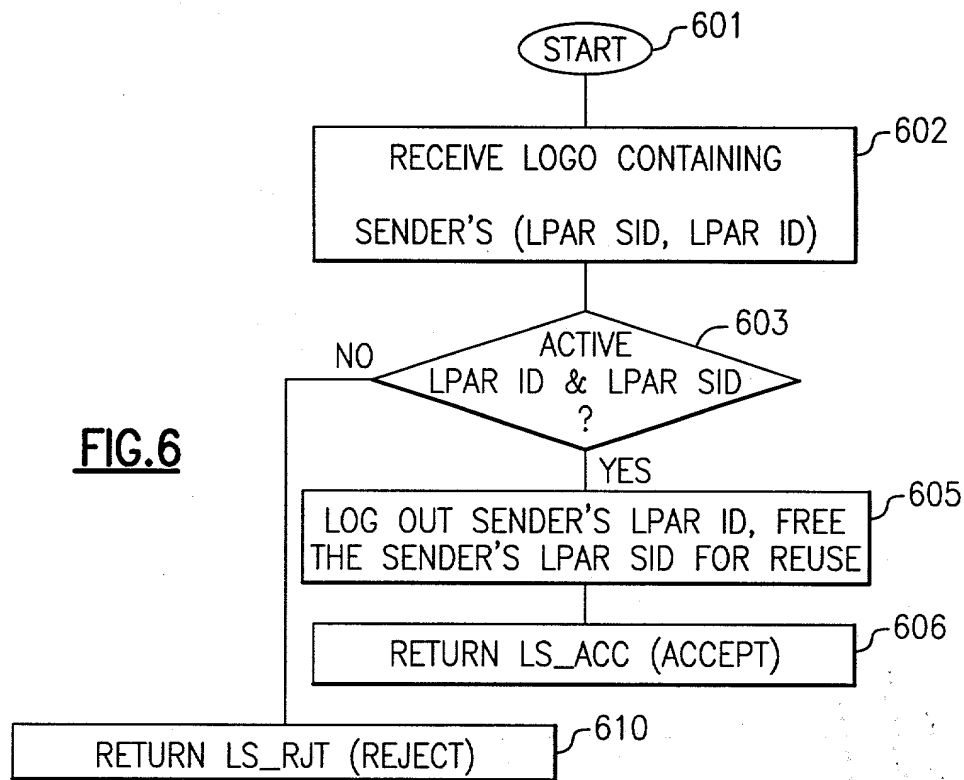 START
601
602
RECEIVE LOGO CONTAINING
SENDER'S (LPAR SID, LPAR ID)
603
NO
ACTIVE
LPAR ID & LPAR SID
?
FIG.6
YES
605
LOG OUT SENDER'S LPAR ID, FREE
THE SENDER'S LPAR SID FOR REUSE
606
RETURN LS_ACC (ACCEPT)
610
RETURN LS_RJT (REJECT)